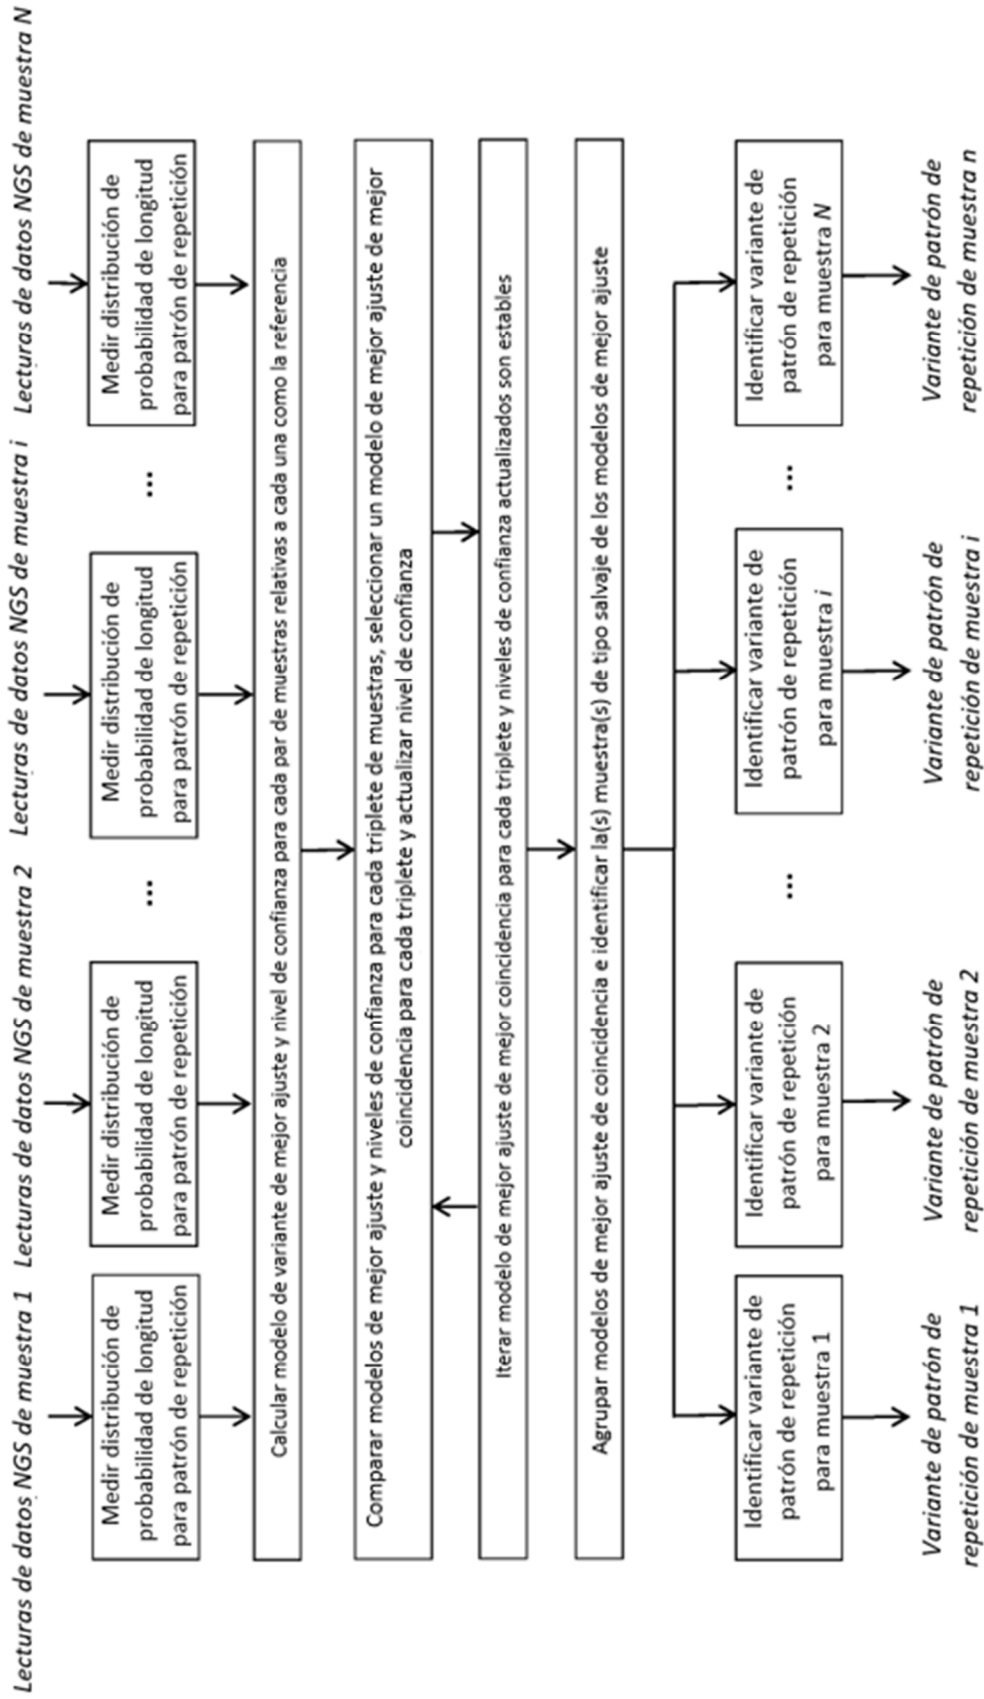 Lecturas de datos NGS de muestra 1
Lecturas de datos NGS de muestra 2
Lecturas de datos NGS de muestra i
Lecturas de datos NGS de muestra N
Medir distribución de
probabilidad de longitud
para patrón de repetición
Medir distribución de
probabilidad de longitud
para patrón de repetición
...
Medir distribución de
probabilidad de longitud
para patrón de repetición
...
Medir distribución de
probabilidad de longitud
para patrón de repetición
Calcular modelo de variante de mejor ajuste y nivel de confianza para cada par de muestras relativas a cada una como la referencia
Comparar modelos de mejor ajuste y niveles de confianza para cada triplete de muestras, seleccionar un modelo de mejor ajuste de mejor
coincidencia para cada triplete y actualizar nivel de confianza
Iterar modelo de mejor ajuste de mejor coincidencia para cada triplete y niveles de confianza actualizados son estables
Agrupar modelos de mejor ajuste de coincidencia e identificar la(s) muestra(s) de tipo salvaje de los modelos de mejor ajuste
Identificar variante de
patrón de repetición
para muestra 1
Identificar variante de
patrón de repetición
para muestra 2
...
Identificar variante de
patrón de repetición
para muestra i
...
Identificar variante de
patrón de repetición
para muestra N
Variante de patrón de
repetición de muestra 1
Variante de patrón de
repetición de muestra 2
Variante de patrón de
repetición de muestra i
Variante de patrón de
repetición de muestra n